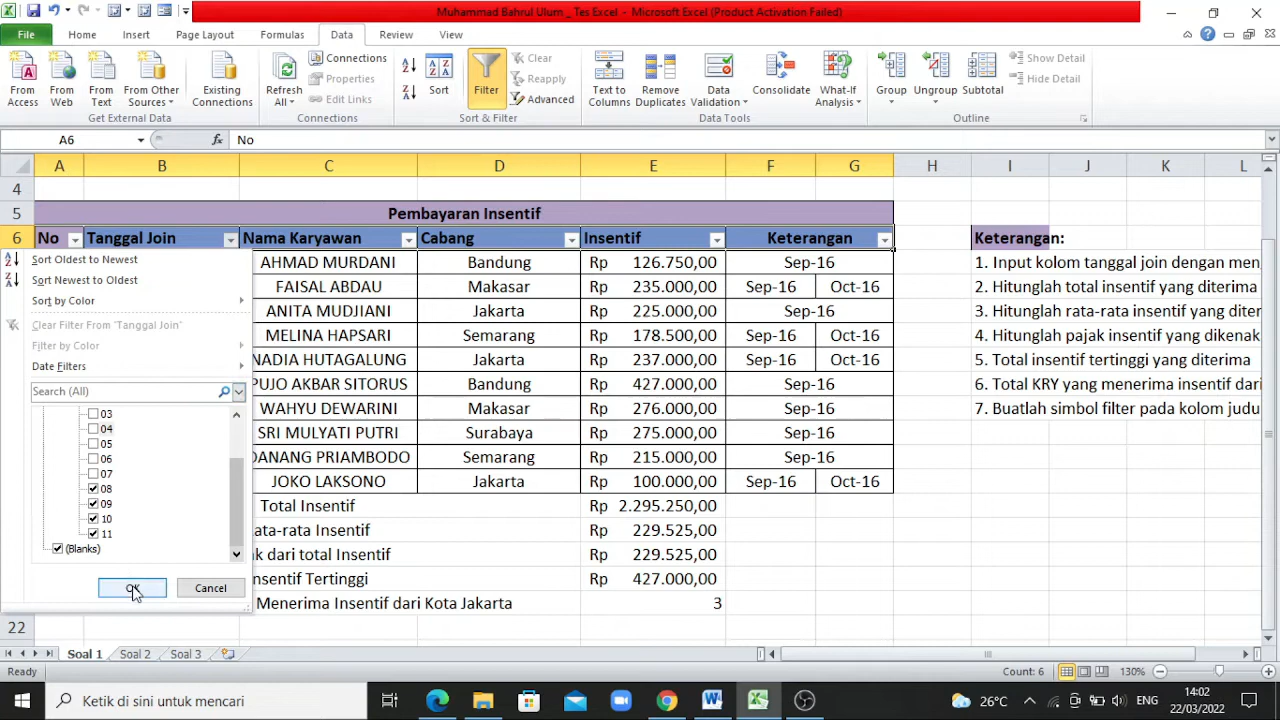 Muhammad Bahrul Ulum _ Tes Excel - Microsoft Excel (Product Activation Failed)
File Home Insert Page Layout Formulas Data Review View
From Access
From Web
From Text
From Other Sources
Existing Connections
Get External Data
Refresh All
Connections
Properties
Edit Links
Connections
Sort
Filter
Clear
Reapply
Advanced
Sort & Filter
Text to Columns
Remove Duplicates
Data Validation
Consolidate
What-If Analysis
Data Tools
Group
Ungroup
Subtotal
Show Detail
Hide Detail
Outline
A6 fx No
A B C D E F G H I J K L
4
5 Pembayaran Insentif
6 No Tanggal Join Nama Karyawan Cabang Insentif Keterangan Keterangan:
AHMAD MURDANI Bandung Rp 126.750,00 Sep-16 1. Input kolom tanggal join dengan men
FAISAL ABDAU Makasar Rp 235.000,00 Sep-16 Oct-16 2. Hitunglah total insentif yang diterima
ANITA MUDJIANI Jakarta Rp 225.000,00 Sep-16 3. Hitunglah rata-rata insentif yang diter
MELINA HAPSARI Semarang Rp 178.500,00 Sep-16 Oct-16 4. Hitunglah pajak insentif yang dikenak
NADIA HUTAGALUNG Jakarta Rp 237.000,00 Sep-16 Oct-16 5. Total insentif tertinggi yang diterima
PUJO AKBAR SITORUS Bandung Rp 427.000,00 Sep-16 6. Total KRY yang menerima insentif dari
WAHYU DEWARINI Makasar Rp 276.000,00 Sep-16 7. Buatlah simbol filter pada kolom judu
SRI MULYATI PUTRI Surabaya Rp 275.000,00 Sep-16
DANANG PRIAMBODO Semarang Rp 215.000,00 Sep-16
JOKO LAKSONO Jakarta Rp 100.000,00 Sep-16 Oct-16
Total Insentif Rp 2.295.250,00
ata-rata Insentif Rp 229.525,00
k dari total Insentif Rp 229.525,00
nsentif Tertinggi Rp 427.000,00
Menerima Insentif dari Kota Jakarta 3
22
Sort Oldest to Newest
Sort Newest to Oldest
Sort by Color
Clear Filter From "Tanggal Join"
Filter by Color
Date Filters
Search (All)
03
04
05
06
07
08
09
10
11
(Blanks)
OK Cancel
Soal 1 Soal 2 Soal 3
Ready Count: 6 130%
Ketik di sini untuk mencari 26°C ENG 14:02
22/03/2022